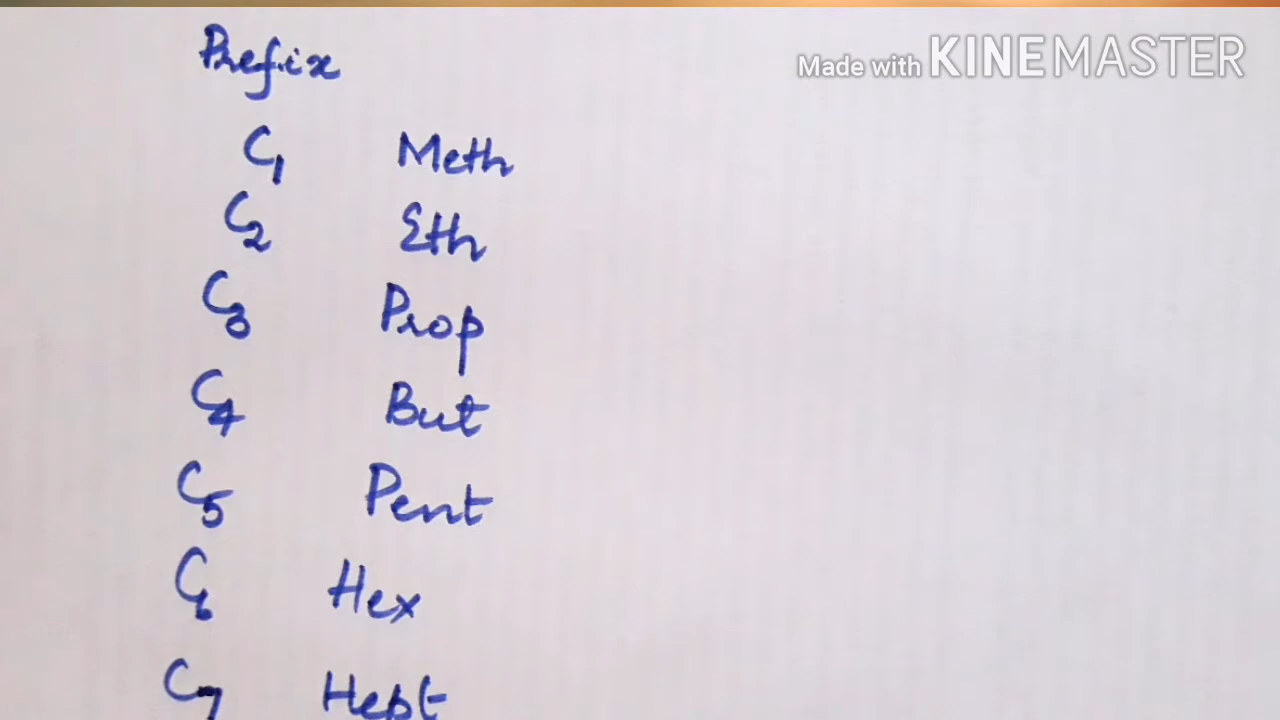 Prefix
Made with KINEMASTER
C1 Meth
C2 Eth
C3 Prop
C4 But
C5 Pent
C6 Hex
C7 Hept